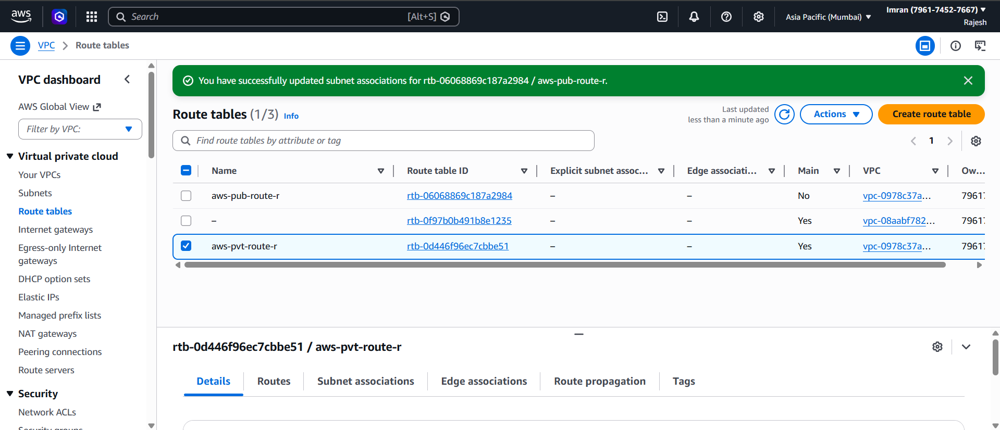 aws
Search
[Alt+S]
Asia Pacific (Mumbai)
Imran (7961-7452-7667)
Rajesh
VPC
Route tables
VPC dashboard
AWS Global View
Filter by VPC:
Virtual private cloud
Your VPCs
Subnets
Route tables
Internet gateways
Egress-only Internet
gateways
DHCP option sets
Elastic IPs
Managed prefix lists
NAT gateways
Peering connections
Route servers
Security
Network ACLs
Security groups
You have successfully updated subnet associations for rtb-06068869c187a2984 / aws-pub-route-r.
Route tables (1/3) Info
Last updated
less than a minute ago
Actions
Create route table
Find route tables by attribute or tag
1
Name Route table ID Explicit subnet assoc... Edge associati... Main VPC Ow...
aws-pub-route-r rtb-06068869c187a2984 – – No vpc-0978c37a... 79617
– rtb-0f97b0b491b8e1235 – – Yes vpc-08aabf782... 79617
aws-pvt-route-r rtb-0d446f96ec7cbbe51 – – Yes vpc-0978c37a... 79617
rtb-0d446f96ec7cbbe51 / aws-pvt-route-r
Details Routes Subnet associations Edge associations Route propagation Tags